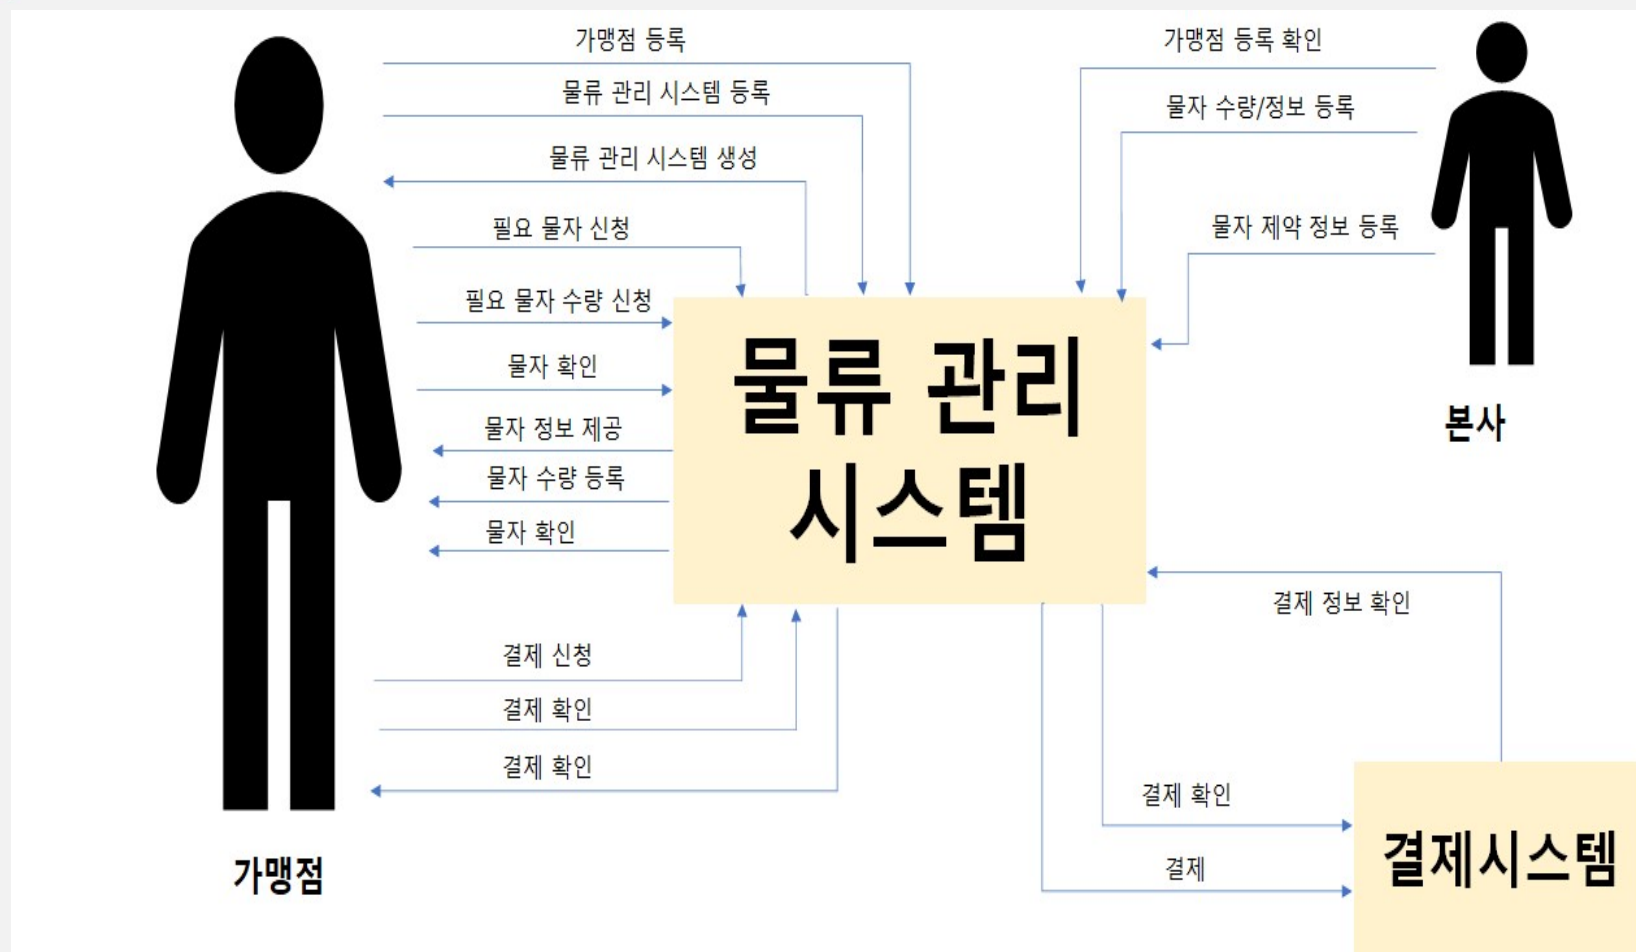 가맹점 등록
물류 관리 시스템 등록
물류 관리 시스템 생성
필요 물자 신청
필요 물자 수량 신청
물자 확인
물자 정보 제공
물자 수량 등록
물자 확인
결제 신청
결제 확인
결제 확인
가맹점
물류 관리
시스템
가맹점 등록 확인
물자 수량/정보 등록
물자 제약 정보 등록
본사
결제 정보 확인
결제 확인
결제
결제시스템